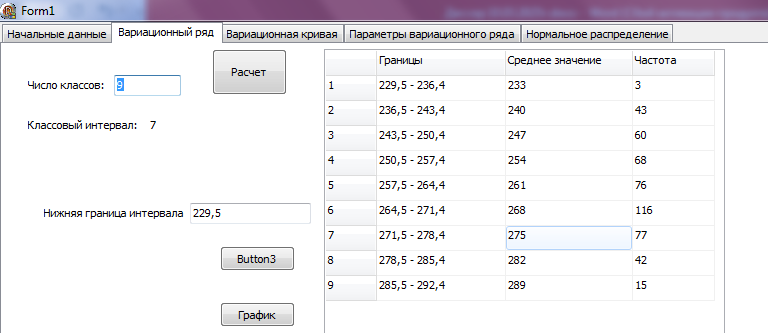 Form1
Начальные данные Вариационный ряд Вариационная кривая Параметры вариационного ряда Нормальное распределение
Число классов: 9
Расчет
Классовый интервал: 7
Нижняя граница интервала 229,5
Button3
График
Границы Среднее значение Частота
1 229,5 - 236,4 233 3
2 236,5 - 243,4 240 43
3 243,5 - 250,4 247 60
4 250,5 - 257,4 254 68
5 257,5 - 264,4 261 76
6 264,5 - 271,4 268 116
7 271,5 - 278,4 275 77
8 278,5 - 285,4 282 42
9 285,5 - 292,4 289 15